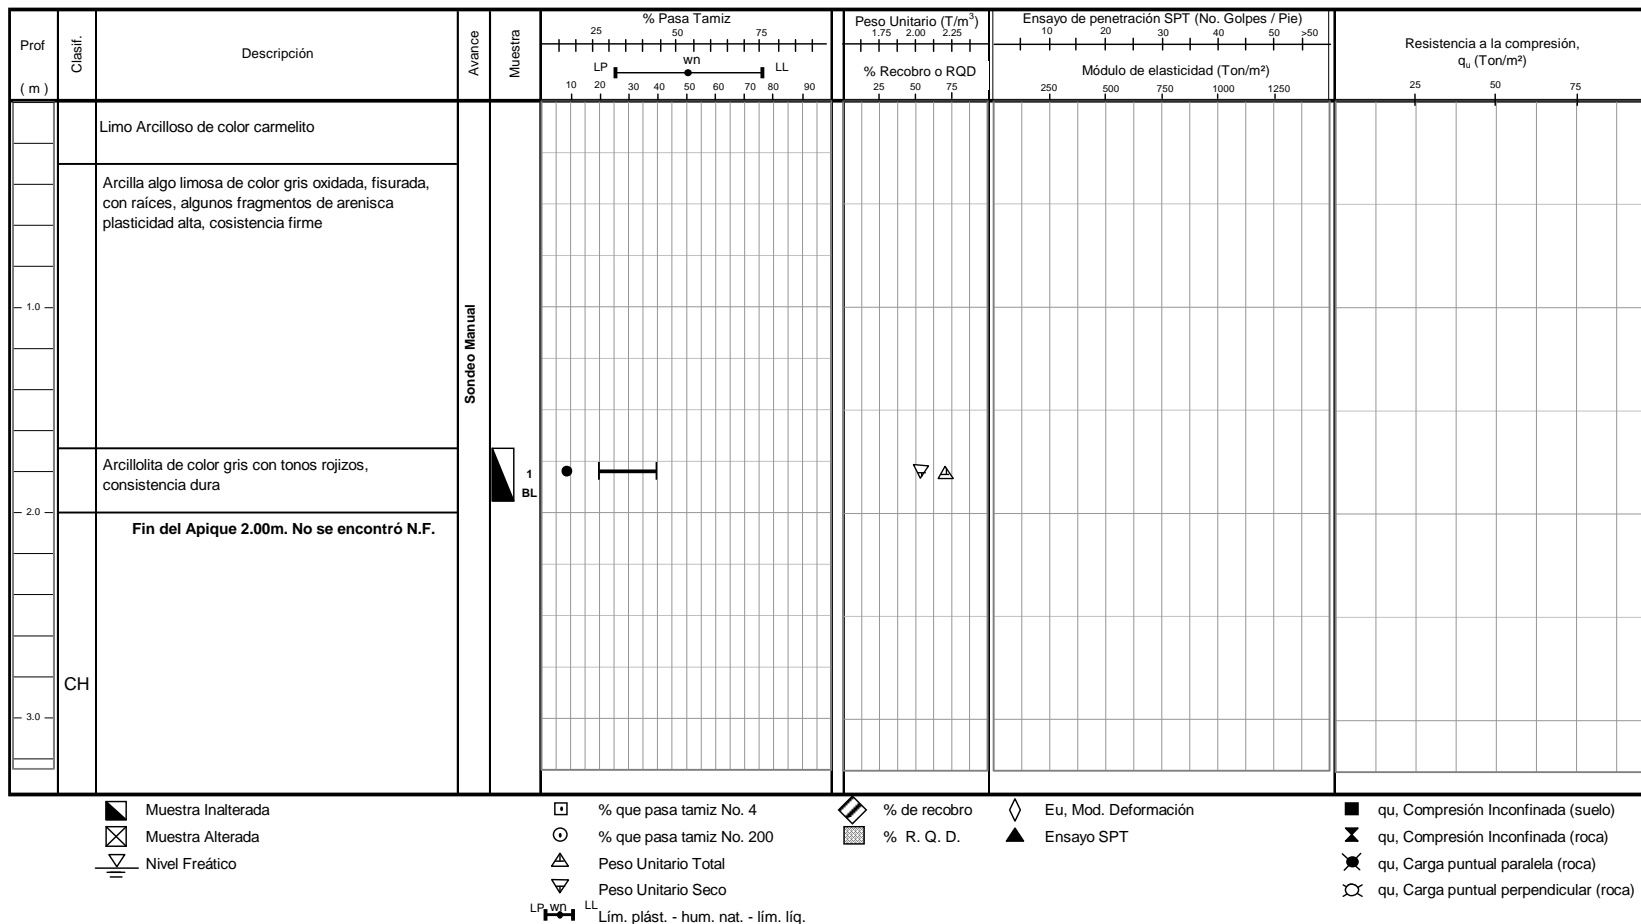 Prof
( m )
Clasif.
Descripción
Avance
Muestra
% Pasa Tamiz
25 50 75
LP wn LL
10 20 30 40 50 60 70 80 90
Peso Unitario (T/m³)
1.75 2.00 2.25
% Recobro o RQD
25 50 75
Ensayo de penetración SPT (No. Golpes / Pie)
10 20 30 40 50 >50
Módulo de elasticidad (Ton/m²)
250 500 750 1000 1250
Resistencia a la compresión,
qu (Ton/m²)
25 50 75
Limo Arcilloso de color carmelito
Arcilla algo limosa de color gris oxidada, fisurada,
con raíces, algunos fragmentos de arenisca
plasticidad alta, cosistencia firme
1.0
Sondeo Manual
Arcillolita de color gris con tonos rojizos,
consistencia dura
1
BL
2.0
Fin del Apique 2.00m. No se encontró N.F.
CH
3.0
Muestra Inalterada
Muestra Alterada
Nivel Freático
% que pasa tamiz No. 4
% que pasa tamiz No. 200
Peso Unitario Total
Peso Unitario Seco
LP wn LL Lím. plást. - hum. nat. - lím. líq.
% de recobro
% R. Q. D.
Eu, Mod. Deformación
Ensayo SPT
qu, Compresión Inconfinada (suelo)
qu, Compresión Inconfinada (roca)
qu, Carga puntual paralela (roca)
qu, Carga puntual perpendicular (roca)